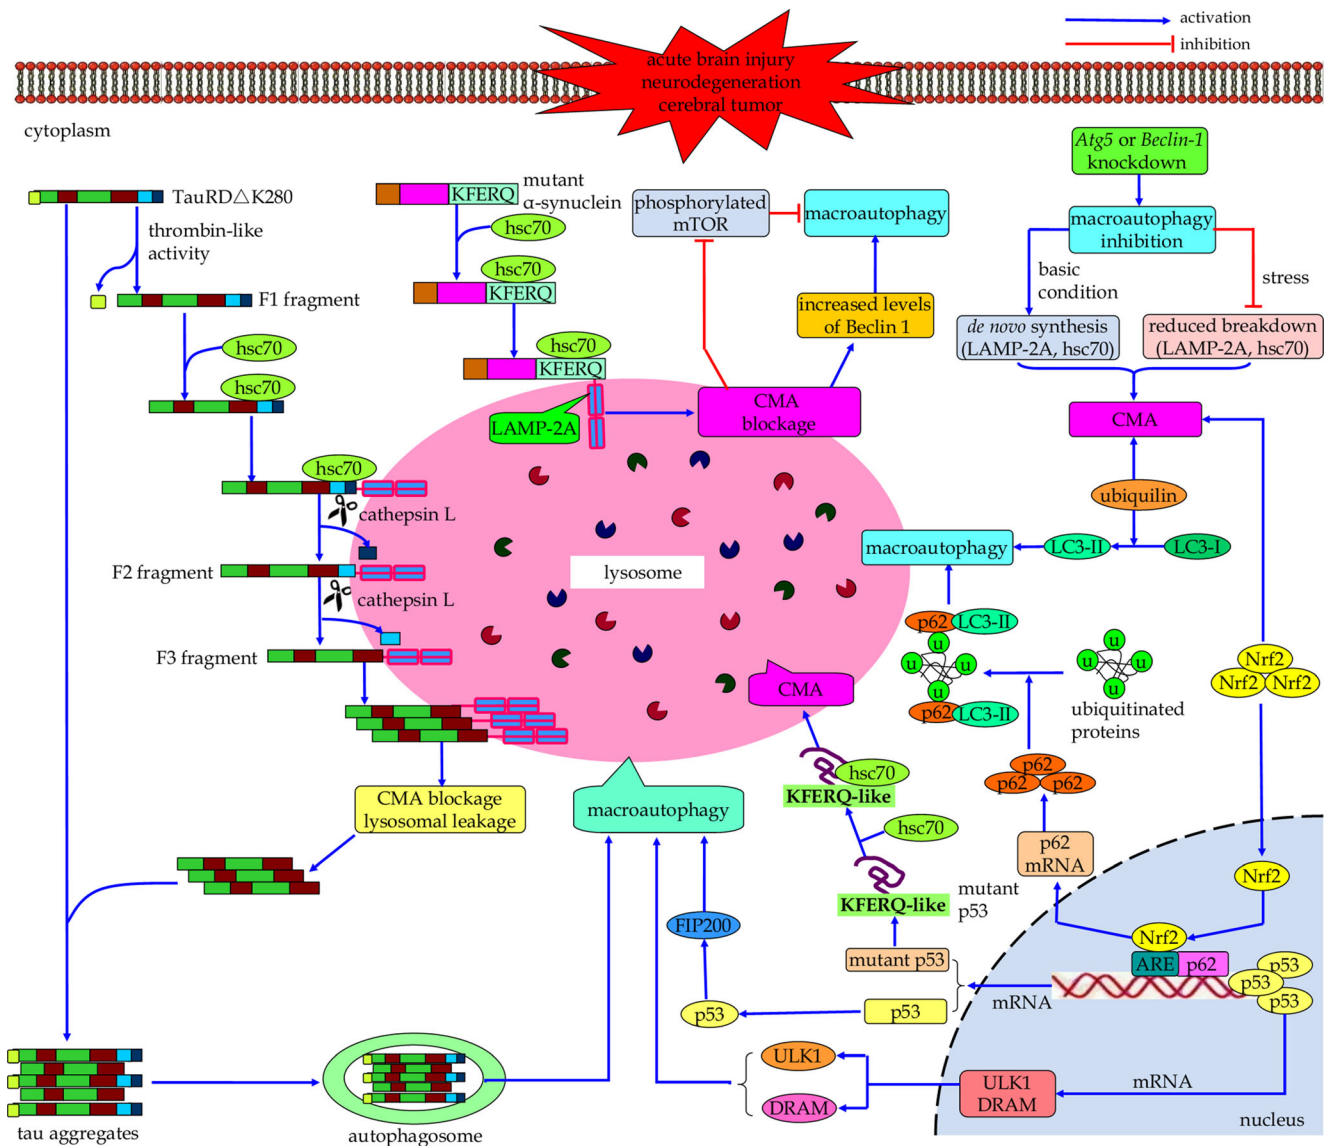 activation
inhibition
acute brain injury
neurodegeneration
cerebral tumor
cytoplasm
Atg5 or Beclin-1
knockdown
TauRD△K280
thrombin-like
activity
F1 fragment
hsc70
hsc70
hsc70
cathepsin L
F2 fragment
cathepsin L
F3 fragment
CMA blockage
lysosomal leakage
tau aggregates
autophagosome
KFERQ
mutant
α-synuclein
hsc70
hsc70
KFERQ
hsc70
KFERQ
LAMP-2A
phosphorylated
mTOR
macroautophagy
increased levels
of Beclin 1
CMA
blockage
macroautophagy
inhibition
basic
condition
stress
de novo synthesis
(LAMP-2A, hsc70)
reduced breakdown
(LAMP-2A, hsc70)
CMA
ubiquilin
macroautophagy
LC3-II
LC3-I
lysosome
p62
LC3-II
u
u
u
u
p62
LC3-II
u
u
u
u
ubiquitinated
proteins
Nrf2
Nrf2
Nrf2
CMA
hsc70
KFERQ-like
hsc70
KFERQ-like
mutant
p53
macroautophagy
p62
p62
p62
p62
mRNA
Nrf2
Nrf2
ARE
p62
p53
p53
p53
mRNA
mutant p53
p53
p53
FIP200
ULK1
DRAM
ULK1
DRAM
mRNA
nucleus